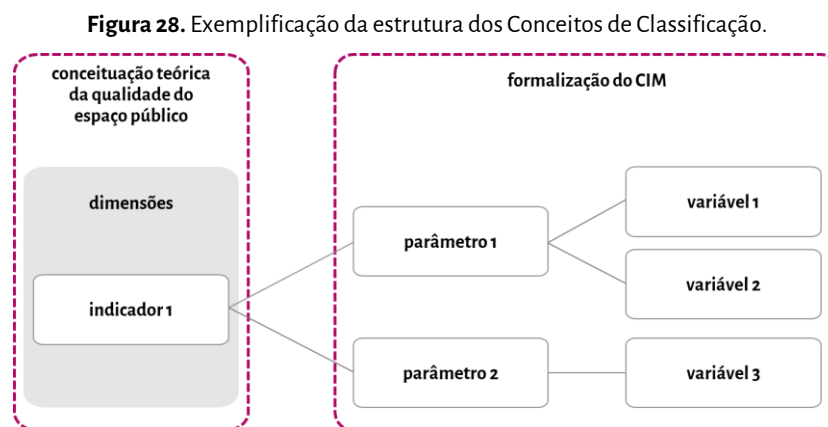 Figura 28. Exemplificação da estrutura dos Conceitos de Classificação.
conceituação teórica
da qualidade do
espaço público
dimensões
indicador 1
formalização do CIM
parâmetro 1
variável 1
variável 2
parâmetro 2
variável 3